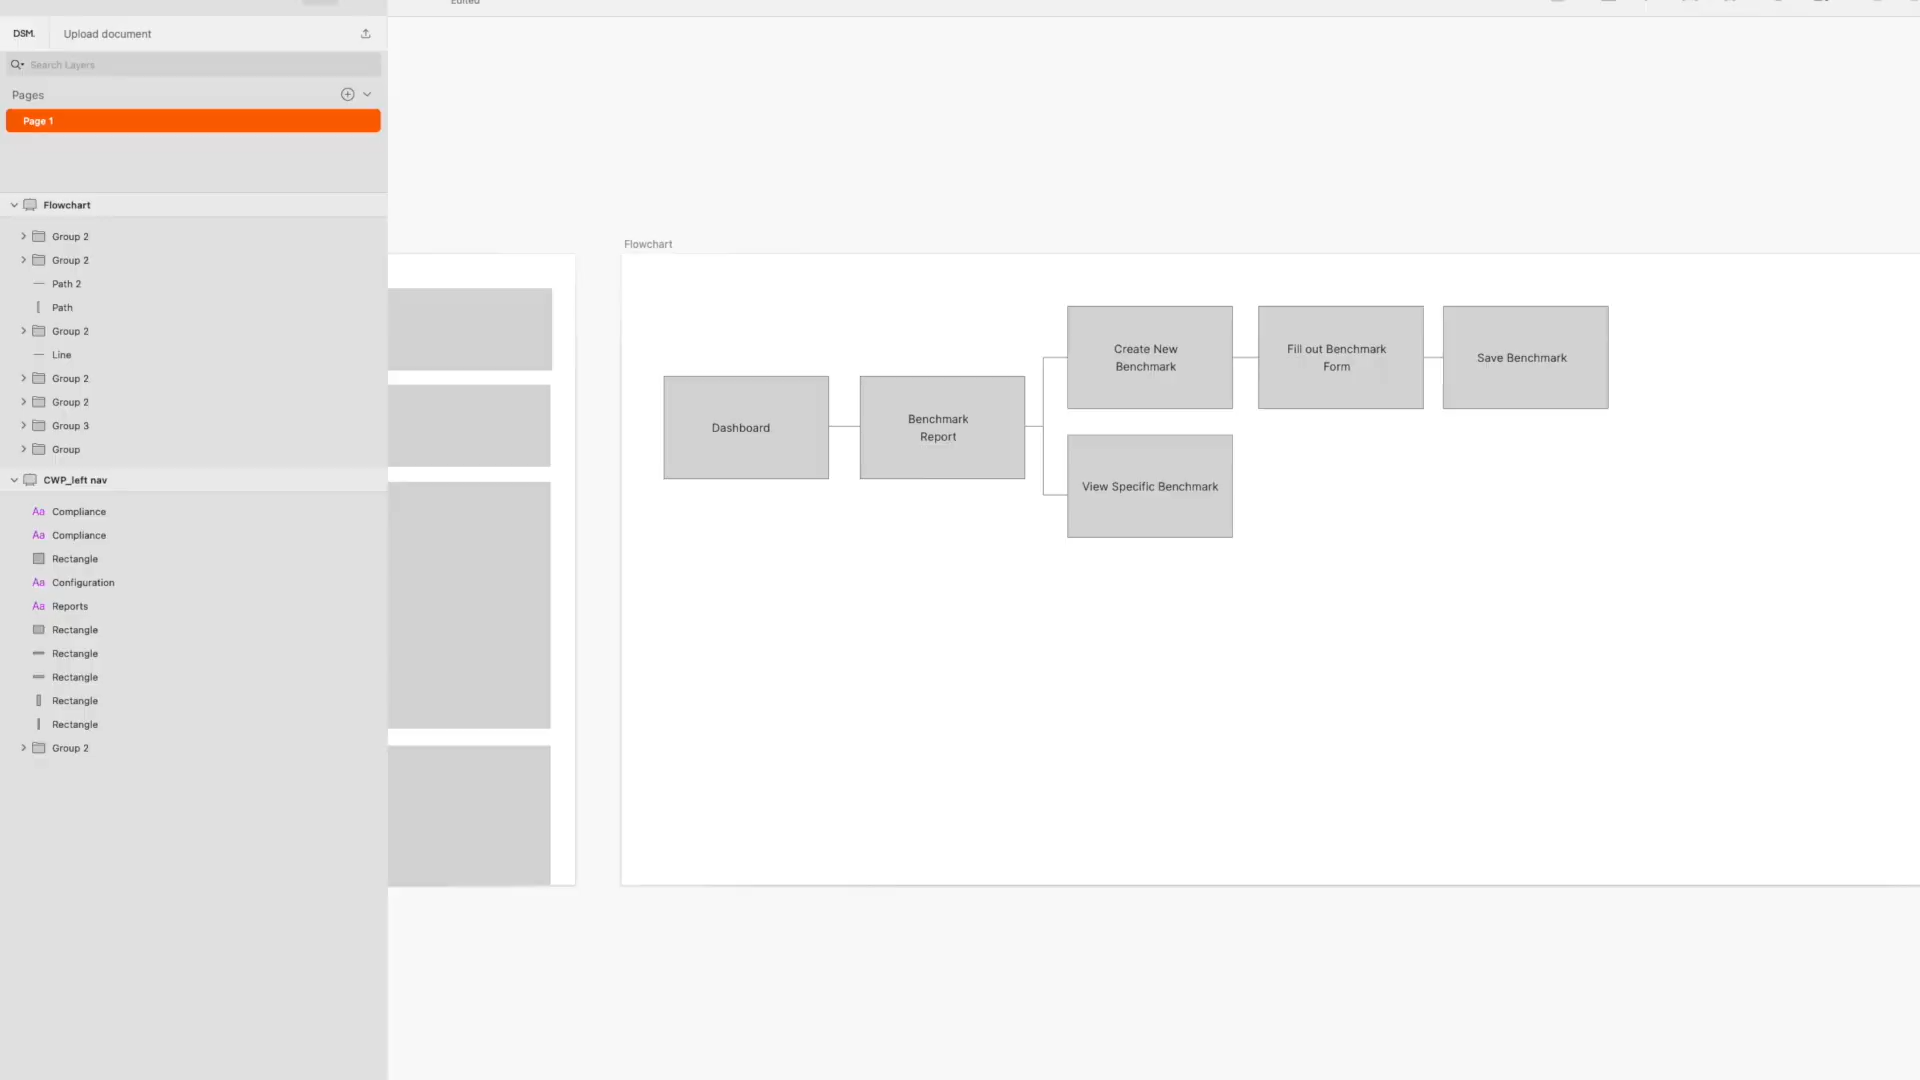 Edited
DSM.
Upload document
Search Layers
Pages
Page 1
Flowchart
Group 2
Group 2
Path 2
Path
Group 2
Line
Group 2
Group 2
Group 3
Group
CWP_left nav
Compliance
Compliance
Rectangle
Configuration
Reports
Rectangle
Rectangle
Rectangle
Rectangle
Rectangle
Group 2
Flowchart
Dashboard
Benchmark
Report
Create New
Benchmark
Fill out Benchmark
Form
Save Benchmark
View Specific Benchmark